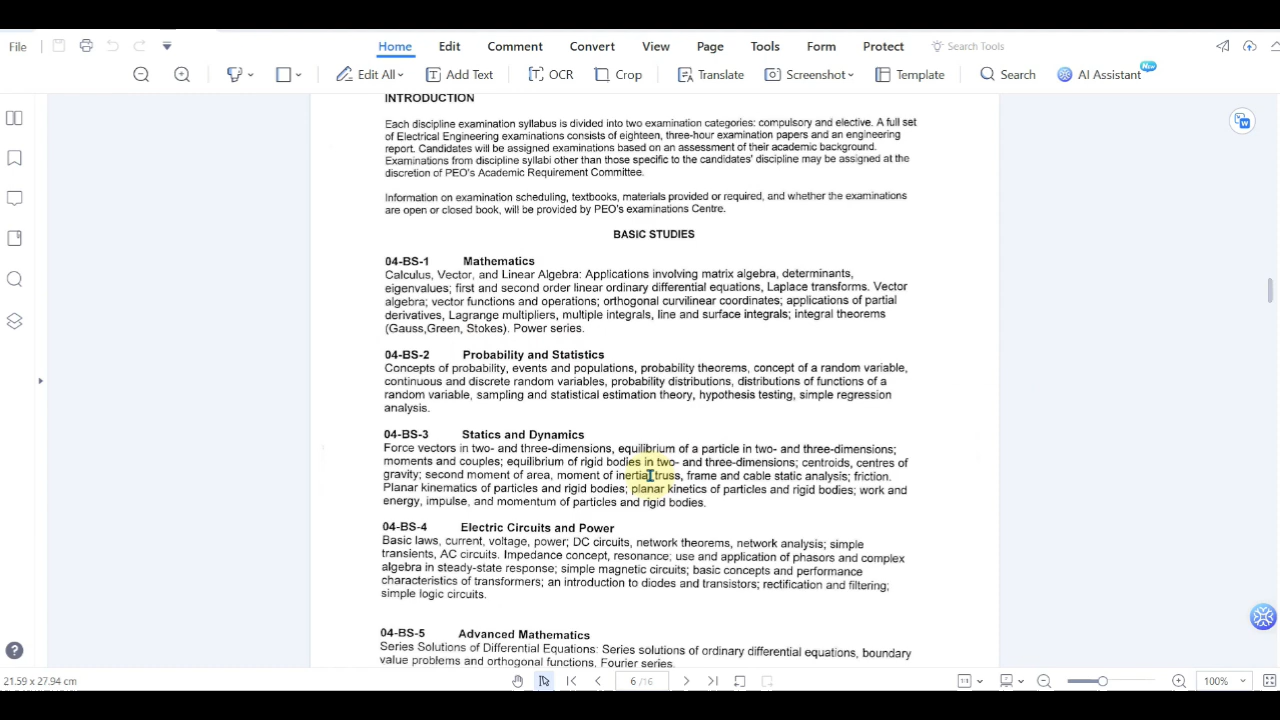 File
Home
Edit
Comment
Convert
View
Page
Tools
Form
Protect
Search Tools
Edit All
Add Text
OCR
Crop
Translate
Screenshot
Template
Search
AI Assistant
New
INTRODUCTION
Each discipline examination syllabus is divided into two examination categories: compulsory and elective. A full set
of Electrical Engineering examinations consists of eighteen, three-hour examination papers and an engineering
report. Candidates will be assigned examinations based on an assessment of their academic background.
Examinations from discipline syllabi other than those specific to the candidates' discipline may be assigned at the
discretion of PEO's Academic Requirement Committee.
Information on examination scheduling, textbooks, materials provided or required, and whether the examinations
are open or closed book, will be provided by PEO's examinations Centre.
BASIC STUDIES
04-BS-1 Mathematics
Calculus, Vector, and Linear Algebra: Applications involving matrix algebra, determinants,
eigenvalues; first and second order linear ordinary differential equations, Laplace transforms. Vector
algebra; vector functions and operations; orthogonal curvilinear coordinates; applications of partial
derivatives, Lagrange multipliers, multiple integrals, line and surface integrals; integral theorems
(Gauss,Green, Stokes). Power series.
04-BS-2 Probability and Statistics
Concepts of probability, events and populations, probability theorems, concept of a random variable,
continuous and discrete random variables, probability distributions, distributions of functions of a
random variable, sampling and statistical estimation theory, hypothesis testing, simple regression
analysis.
04-BS-3 Statics and Dynamics
Force vectors in two- and three-dimensions, equilibrium of a particle in two- and three-dimensions;
moments and couples; equilibrium of rigid bodies in two- and three-dimensions; centroids, centres of
gravity; second moment of area, moment of inertia, truss, frame and cable static analysis; friction.
Planar kinematics of particles and rigid bodies; planar kinetics of particles and rigid bodies; work and
energy, impulse, and momentum of particles and rigid bodies.
04-BS-4 Electric Circuits and Power
Basic laws, current, voltage, power; DC circuits, network theorems, network analysis; simple
transients, AC circuits. Impedance concept, resonance; use and application of phasors and complex
algebra in steady-state response; simple magnetic circuits; basic concepts and performance
characteristics of transformers; an introduction to diodes and transistors; rectification and filtering;
simple logic circuits.
04-BS-5 Advanced Mathematics
Series Solutions of Differential Equations: Series solutions of ordinary differential equations, boundary
value problems and orthogonal functions, Fourier series.
21.59 x 27.94 cm
6 /16
100%